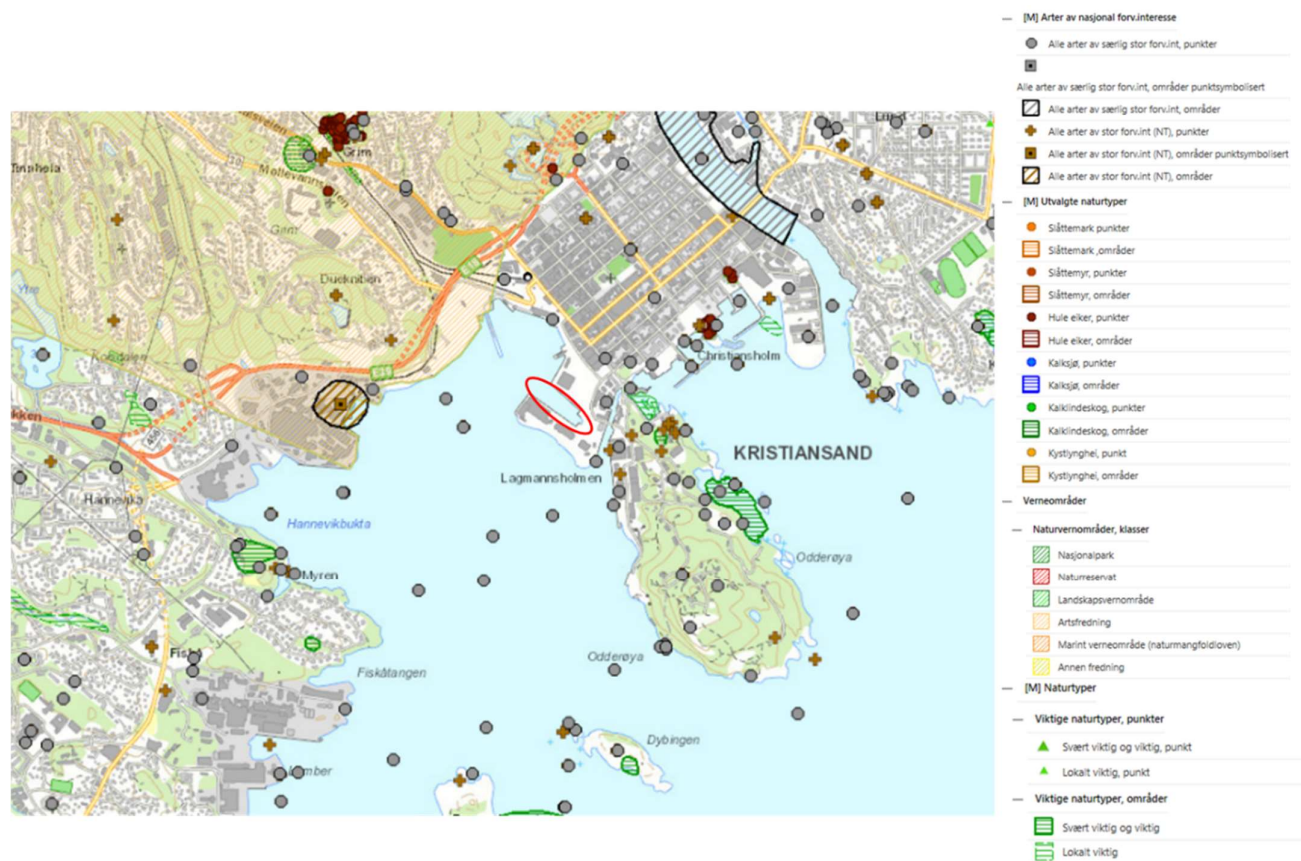 [M] Arter av nasjonal forv.interesse
Alle arter av særlig stor forv.int, punkter
Alle arter av særlig stor forv.int, områder punktsymbolisert
Alle arter av særlig stor forv.int, områder
Alle arter av stor forv.int (NT), punkter
Alle arter av stor forv.int (NT), områder punktsymbolisert
Alle arter av stor forv.int (NT), områder
[M] Utvalgte naturtyper
Slåttemark punkter
Slåttemark ,områder
Slåttemyr, punkter
Slåttemyr, områder
Hule eiker, punkter
Hule eiker, områder
Kalksjø, punkter
Kalksjø, områder
Kalklindeskog, punkter
Kalklindeskog, områder
Kystlynghei, punkt
Kystlynghei, områder
Verneområder
Naturvernområder, klasser
Nasjonalpark
Naturreservat
Landskapsvernområde
Artsfredning
Marint verneområde (naturmangfoldloven)
Annen fredning
[M] Naturtyper
Viktige naturtyper, punkter
Svært viktig og viktig, punkt
Lokalt viktig, punkt
Viktige naturtyper, områder
Svært viktig og viktig
Lokalt viktig
Lund
Grim
Tinnheia
Grim
Dueknipen
Ytre
Kobdalen
Christiansholm
456
KRISTIANSAND
Lagmannsholmen
Hannevika
Hannevikbukta
Odderøya
Myren
Fiskå
Odderøya
Fiskåtangen
Dybingen